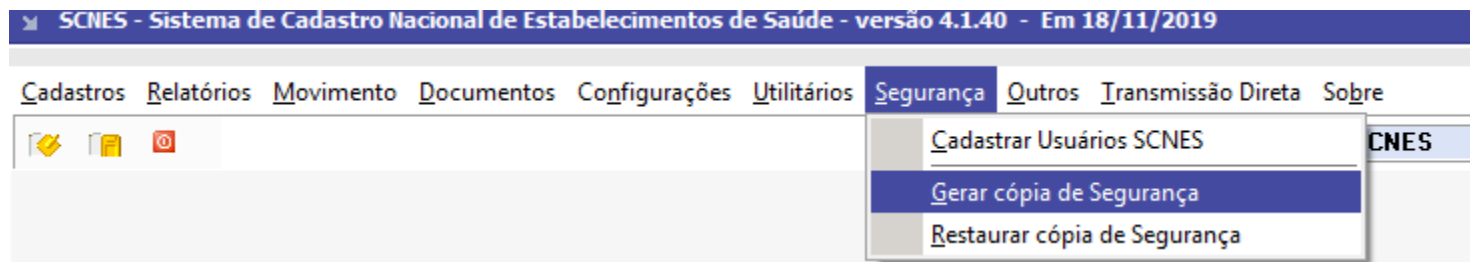 SCNES - Sistema de Cadastro Nacional de Estabelecimentos de Saúde - versão 4.1.40 - Em 18/11/2019
Cadastros Relatórios Movimento Documentos Configurações Utilitários Segurança Outros Transmissão Direta Sobre
Cadastrar Usuários SCNES
CNES
Gerar cópia de Segurança
Restaurar cópia de Segurança